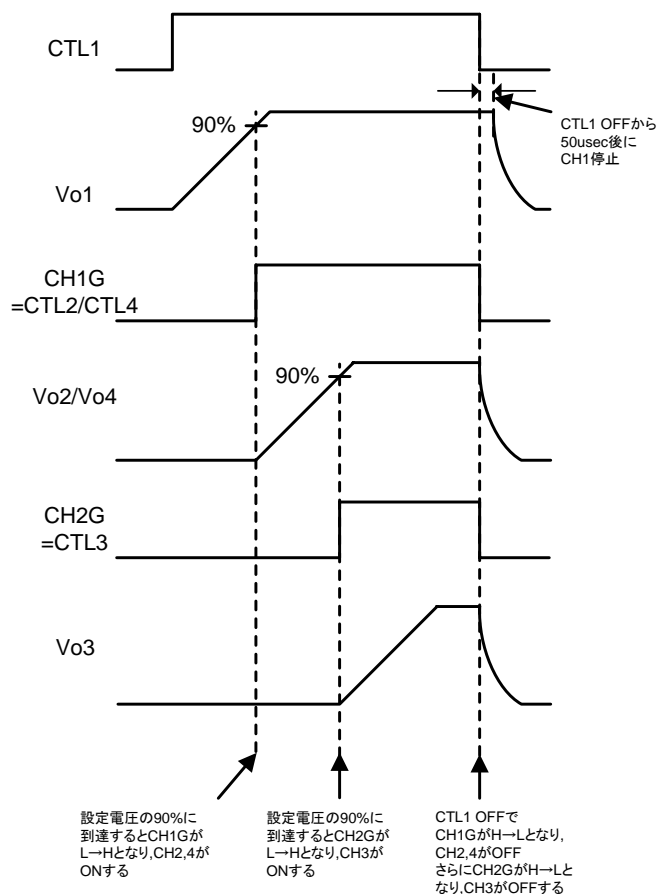 CTL1
CTL1 OFFから
50usec後に
CH1停止
90%
Vo1
CH1G
=CTL2/CTL4
90%
Vo2/Vo4
CH2G
=CTL3
Vo3
設定電圧の90%に
到達するとCH1Gが
L→Hとなり,CH2,4が
ONする
設定電圧の90%に
到達するとCH2Gが
L→Hとなり,CH3が
ONする
CTL1 OFFで
CH1GがH→Lとなり,
CH2,4がOFF
さらにCH2GがH→Lと
なり,CH3がOFFする